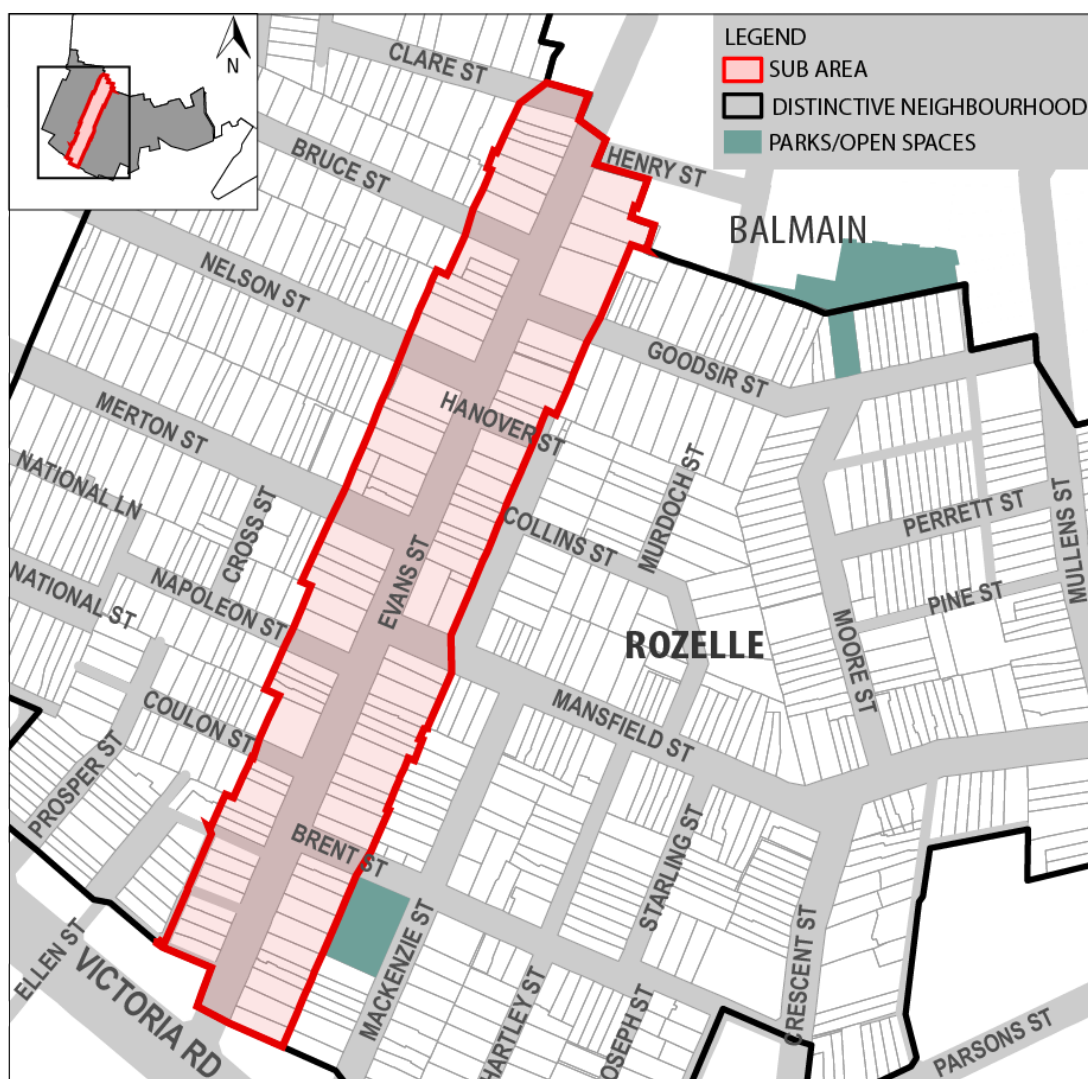 N
LEGEND
SUB AREA
DISTINCTIVE NEIGHBOURHOOD
PARKS/OPEN SPACES
CLARE ST
BRUCE ST
HENRY ST
BALMAIN
NELSON ST
GOODSIR ST
MERTON ST
HANOVER ST
NATIONAL LN
CROSS ST
MURDOCH ST
COLLINS ST
PERRETT ST
MULLENS ST
EVANS ST
NATIONAL ST
NAPOLEON ST
PINE ST
ROZELLE
MOORE ST
COULON ST
MANSFIELD ST
PROSPER ST
BRENT ST
STARLING ST
ELLEN ST
VICTORIA RD
MACKENZIE ST
HARTLEY ST
JOSEPH ST
CRESCENT ST
PARSONS ST